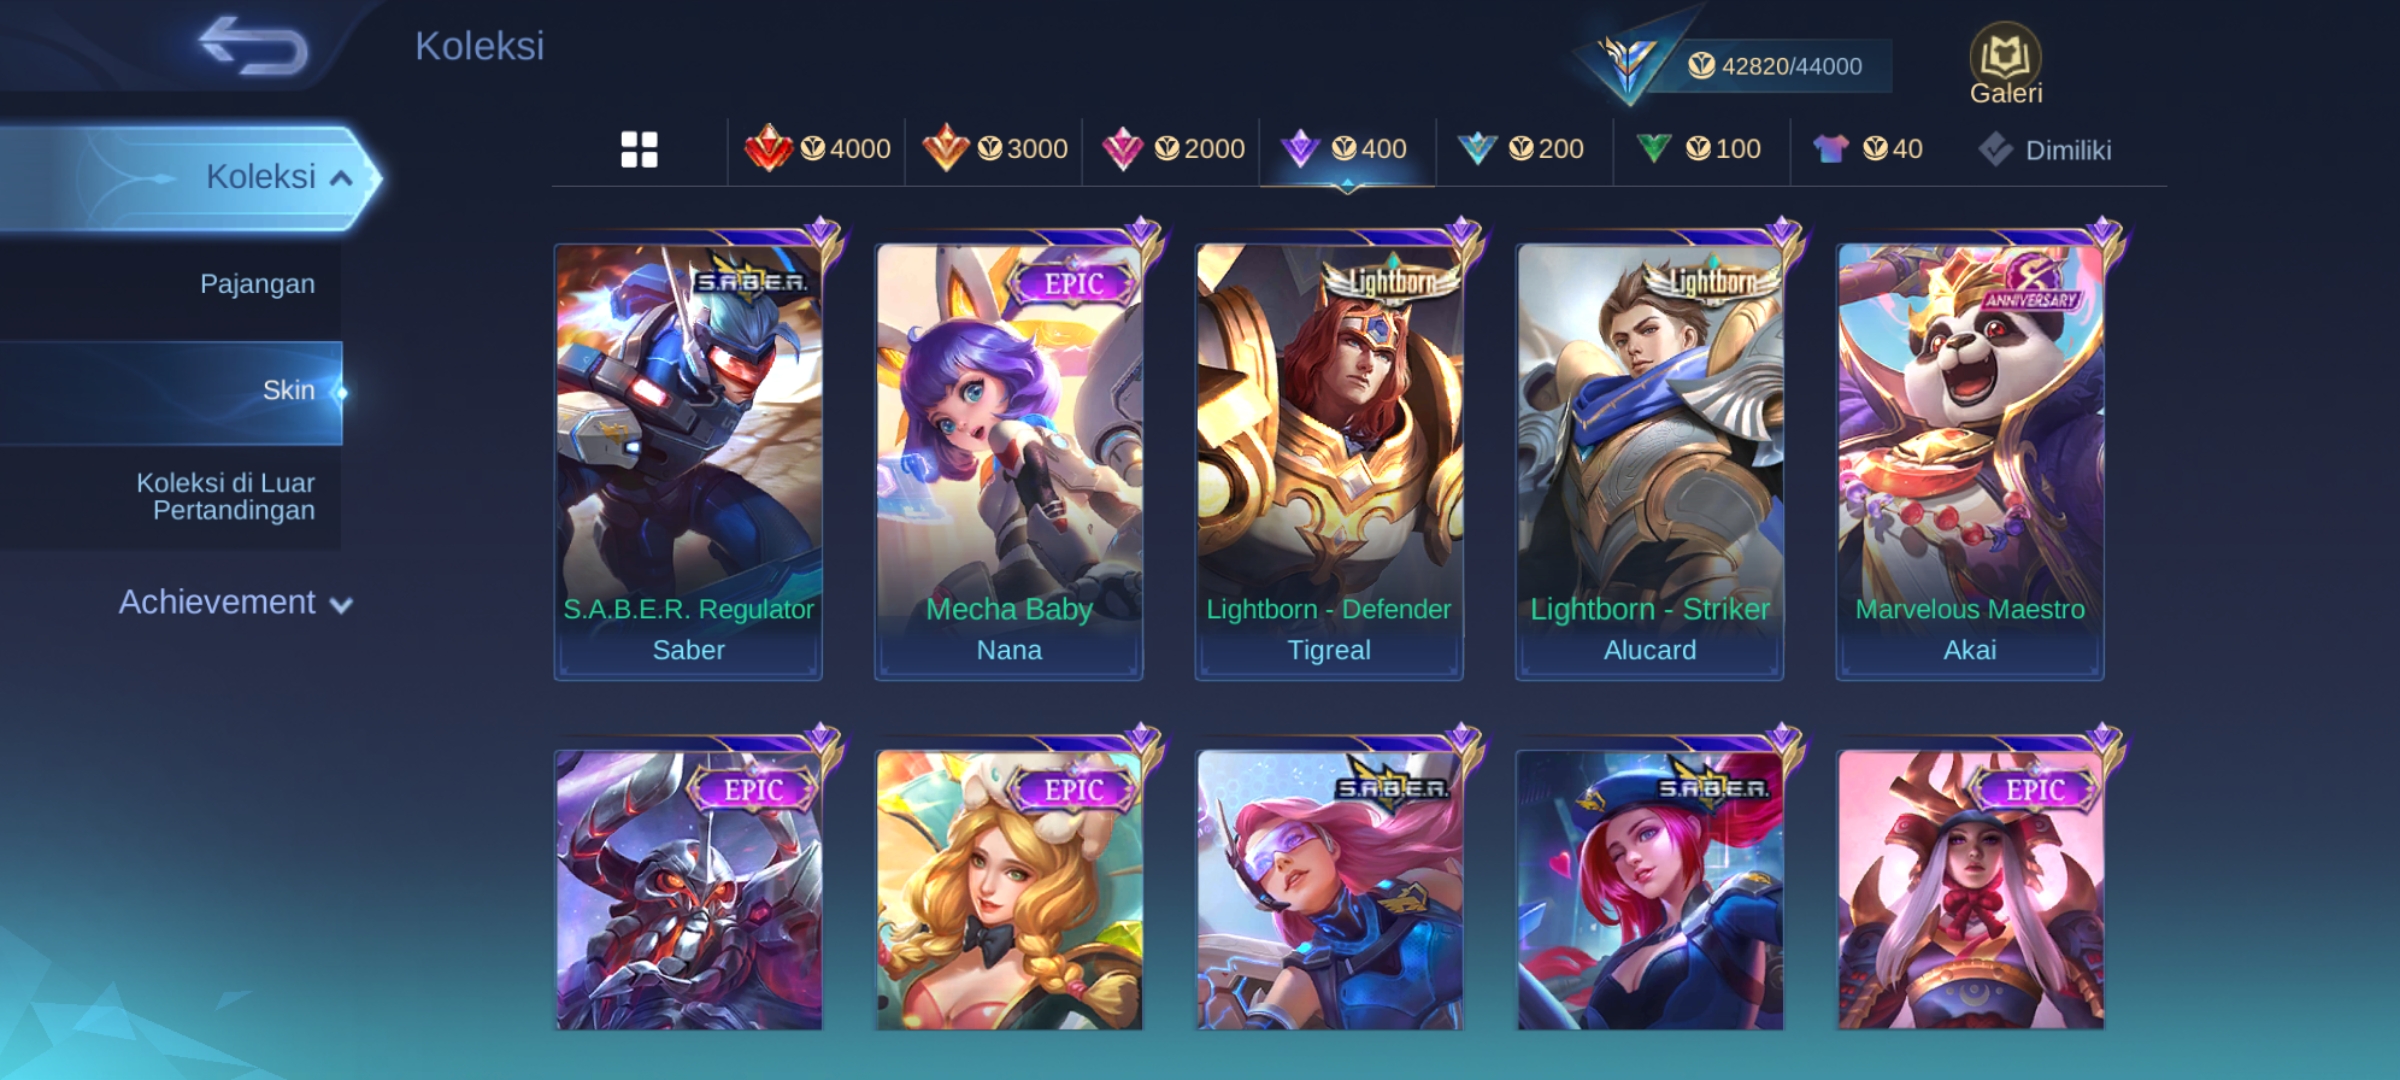 Koleksi
42820/44000
Galeri
Koleksi
4000
3000
2000
400
200
100
40
Dimiliki
Pajangan
Skin
Koleksi di Luar
Pertandingan
Achievement
S.A.B.E.R.
EPIC
Lightborn
Lightborn
8
ANNIVERSARY
S.A.B.E.R. Regulator
Mecha Baby
Lightborn - Defender
Lightborn - Striker
Marvelous Maestro
Saber
Nana
Tigreal
Alucard
Akai
EPIC
EPIC
S.A.B.E.R.
S.A.B.E.R.
EPIC